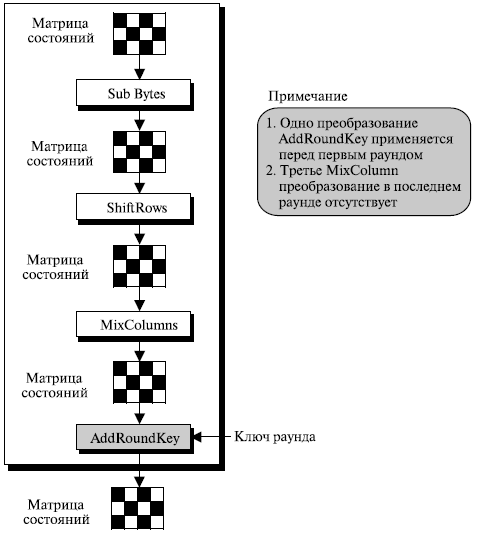 Матрица
состояний
Sub Bytes
Матрица
состояний
ShiftRows
Матрица
состояний
MixColumns
Матрица
состояний
AddRoundKey
Ключ раунда
Матрица
состояний
Примечание
1. Одно преобразование
AddRoundKey применяется
перед первым раундом
2. Третье MixColumn
преобразование в последнем
раунде отсутствует